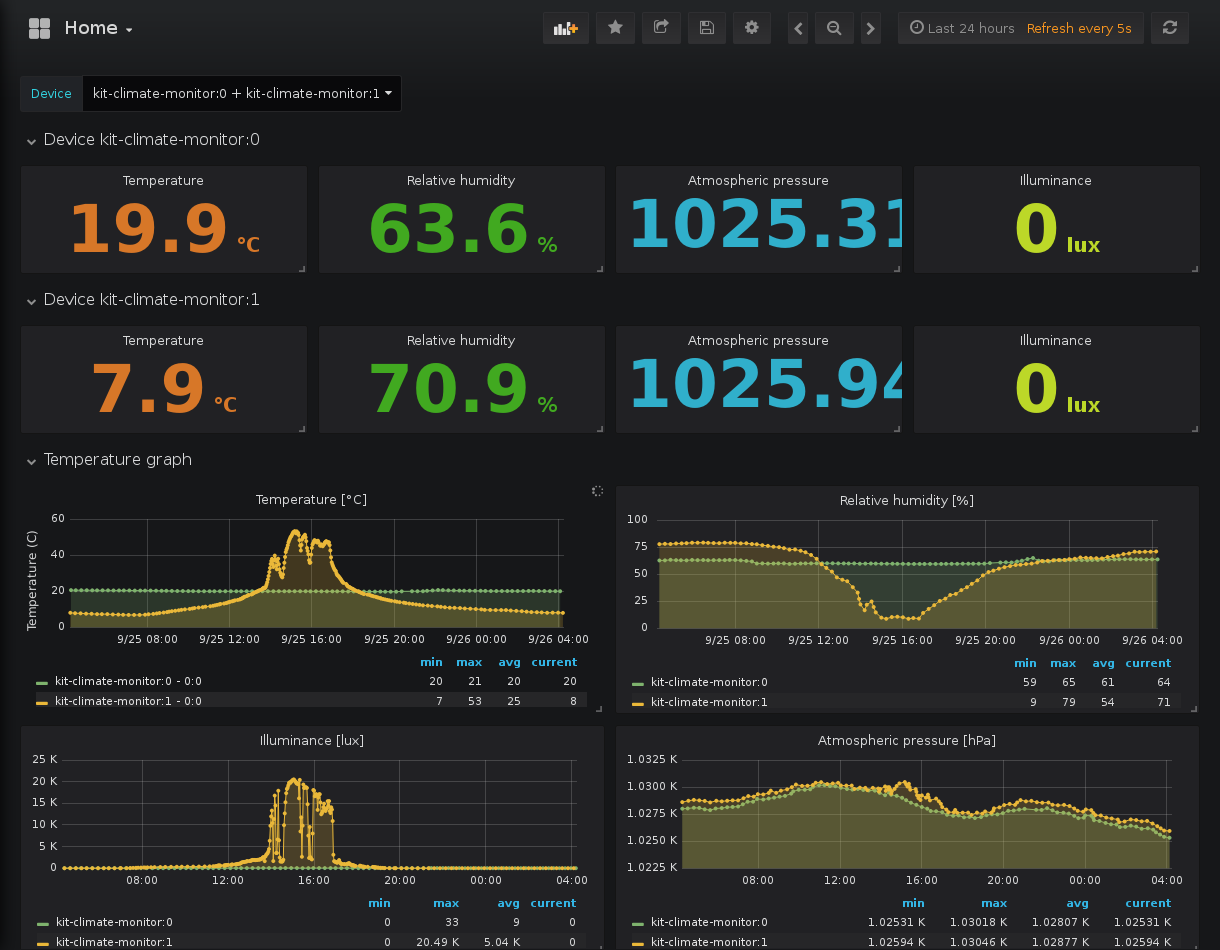 Home
Last 24 hours Refresh every 5s
Device kit-climate-monitor:0 + kit-climate-monitor:1
Device kit-climate-monitor:0
Temperature Relative humidity Atmospheric pressure Illuminance
19.9 °C 63.6 % 1025.31 0 lux
Device kit-climate-monitor:1
Temperature Relative humidity Atmospheric pressure Illuminance
7.9 °C 70.9 % 1025.94 0 lux
Temperature graph
Temperature [°C]
Temperature (C)
60
40
20
0
9/25 08:00 9/25 12:00 9/25 16:00 9/25 20:00 9/26 00:00 9/26 04:00
min max avg current
kit-climate-monitor:0 - 0:0 20 21 20 20
kit-climate-monitor:1 - 0:0 7 53 25 8
Relative humidity [%]
100
75
50
25
0
9/25 08:00 9/25 12:00 9/25 16:00 9/25 20:00 9/26 00:00 9/26 04:00
min max avg current
kit-climate-monitor:0 59 65 61 64
kit-climate-monitor:1 9 79 54 71
Illuminance [lux]
25 K
20 K
15 K
10 K
5 K
0
08:00 12:00 16:00 20:00 00:00 04:00
min max avg current
kit-climate-monitor:0 0 33 9 0
kit-climate-monitor:1 0 20.49 K 5.04 K 0
Atmospheric pressure [hPa]
1.0325 K
1.0300 K
1.0275 K
1.0250 K
1.0225 K
08:00 12:00 16:00 20:00 00:00 04:00
min max avg current
kit-climate-monitor:0 1.02531 K 1.03018 K 1.02807 K 1.02531 K
kit-climate-monitor:1 1.02594 K 1.03046 K 1.02877 K 1.02594 K